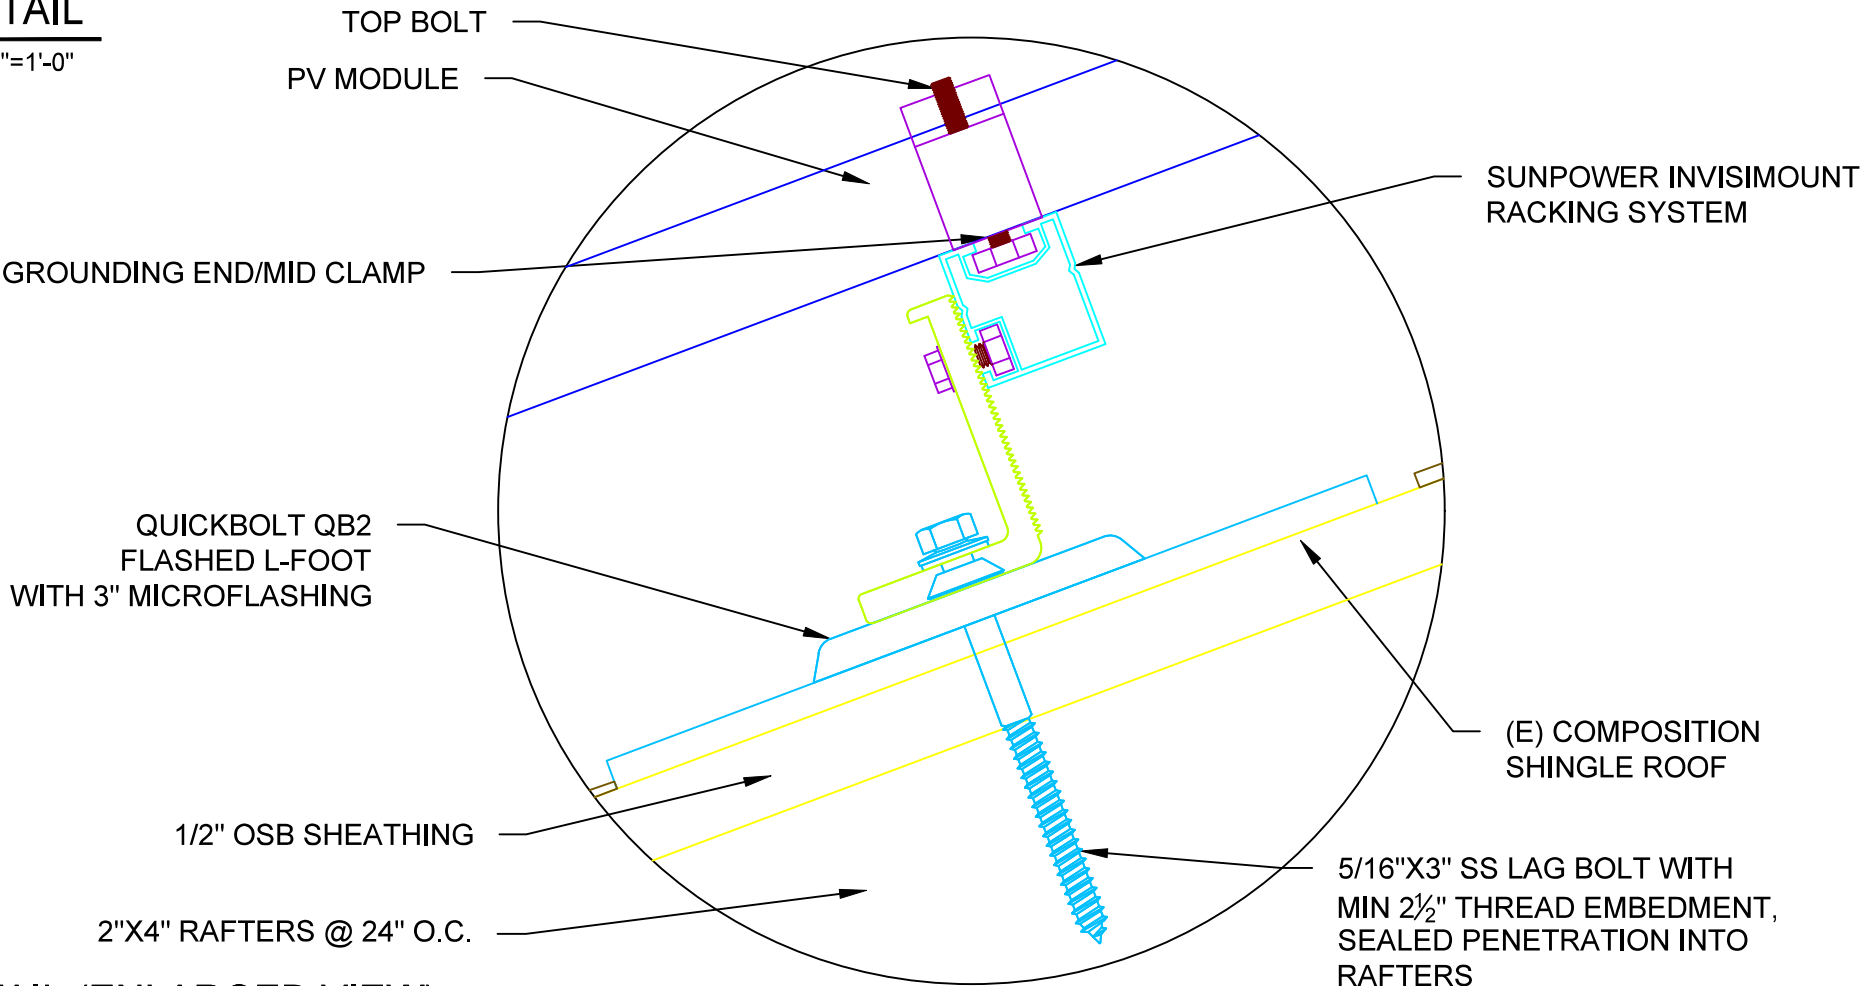 TAIL
"=1'-0"
TOP BOLT
PV MODULE
GROUNDING END/MID CLAMP
SUNPOWER INVISIMOUNT
RACKING SYSTEM
QUICKBOLT QB2
FLASHED L-FOOT
WITH 3" MICROFLASHING
(E) COMPOSITION
SHINGLE ROOF
1/2" OSB SHEATHING
2"X4" RAFTERS @ 24" O.C.
5/16"X3" SS LAG BOLT WITH
MIN 2½" THREAD EMBEDMENT,
SEALED PENETRATION INTO
RAFTERS
(ENLARGED VIEW)